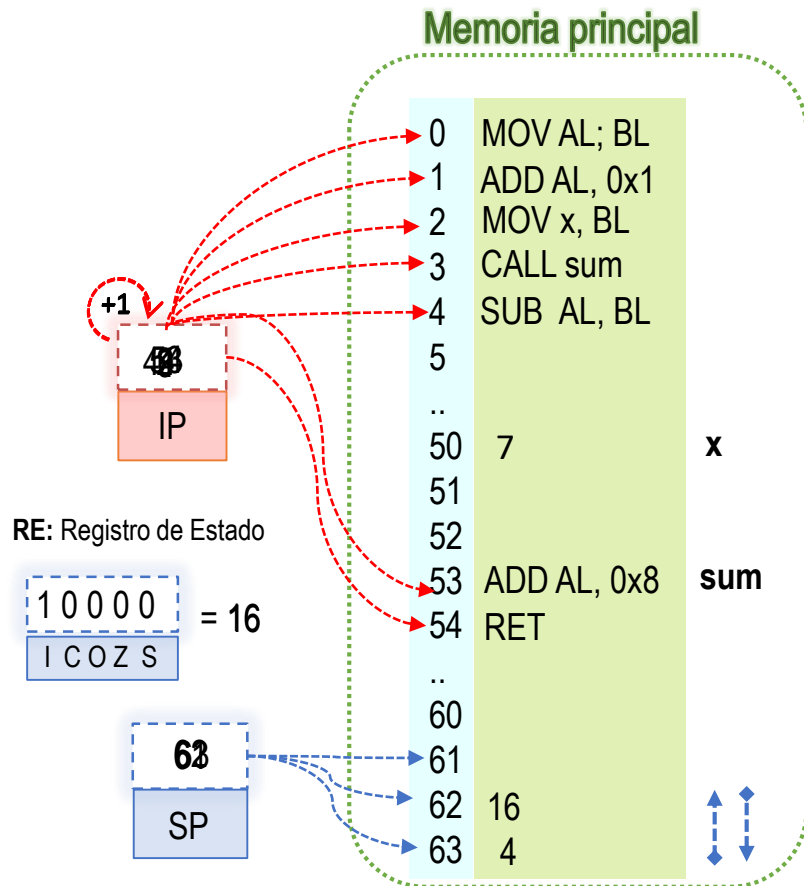 Memoria principal
0 MOV AL; BL
1 ADD AL, 0x1
2 MOV x, BL
3 CALL sum
4 SUB AL, BL
5
..
50 7 x
51
52
53 ADD AL, 0x8 sum
54 RET
..
60
61
62 16
63 4
+1
IP
RE: Registro de Estado
1 0 0 0 0 = 16
I C O Z S
SP